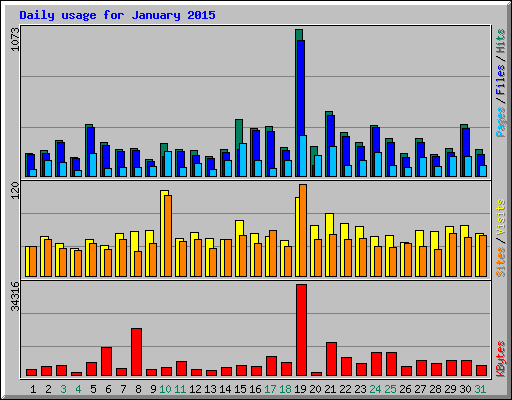 Daily usage for January 2015
1073
Pages/Files/Hits
120
Sites/Visits
34316
KBytes
1 2 3 4 5 6 7 8 9 10 11 12 13 14 15 16 17 18 19 20 21 22 23 24 25 26 27 28 29 30 31